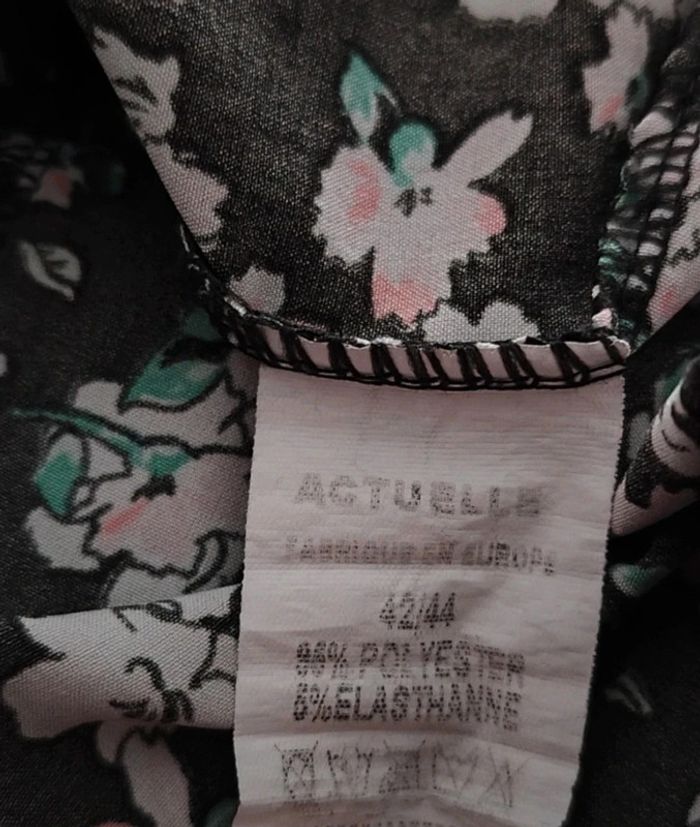 ACTUELLE
FABRIQUE EN EUROPE
42/44
95% POLYESTER
5%ELASTHANNE